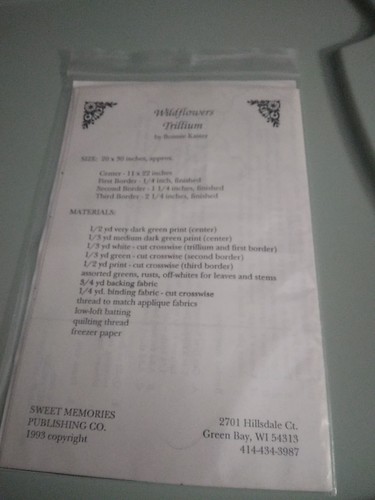 Wildflowers
Trillium
by Bonnie
SIZE: 20 x 30 inches, approx.
Center - 11 x 22 inches
First Border - 1/4 inch, finished
Second Border - 1 1/4 inches, finished
Third Border - 2 1/4 inches, finished
MATERIALS:
1/2 yd very dark green print (center)
1/3 yd medium dark green print (center)
1/3 yd white - cut crosswise (trillium and first border)
1/3 yd green - cut crosswise (second border)
1/2 yd print - cut crosswise (third border)
assorted greens, rusts, off-whites for leaves and stems
3/4 yd backing fabric
1/4 yd. binding fabric - cut crosswise
thread to match applique fabrics
low-loft batting
quilting thread
freezer paper
SWEET MEMORIES
PUBLISHING CO.
1993 copyright
2701 Hillsdale Ct.
Green Bay, WI 54313
414-434-3987